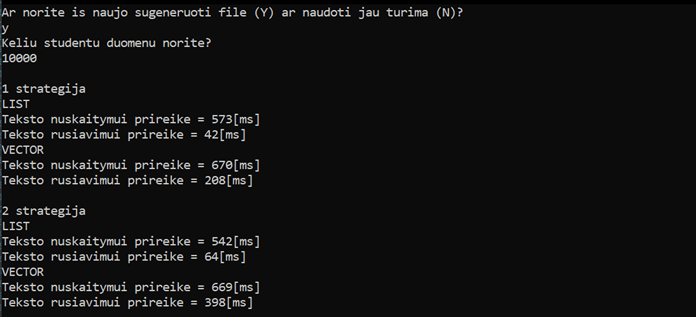 Ar norite is naujo sugeneruoti file (Y) ar naudoti jau turima (N)?
y
Keliu studentu duomenu norite?
10000
1 strategija
LIST
Teksto nuskaitymui prireike = 573[ms]
Teksto rusiavimui prireike = 42[ms]
VECTOR
Teksto nuskaitymui prireike = 670[ms]
Teksto rusiavimui prireike = 208[ms]
2 strategija
LIST
Teksto nuskaitymui prireike = 542[ms]
Teksto rusiavimui prireike = 64[ms]
VECTOR
Teksto nuskaitymui prireike = 669[ms]
Teksto rusiavimui prireike = 398[ms]